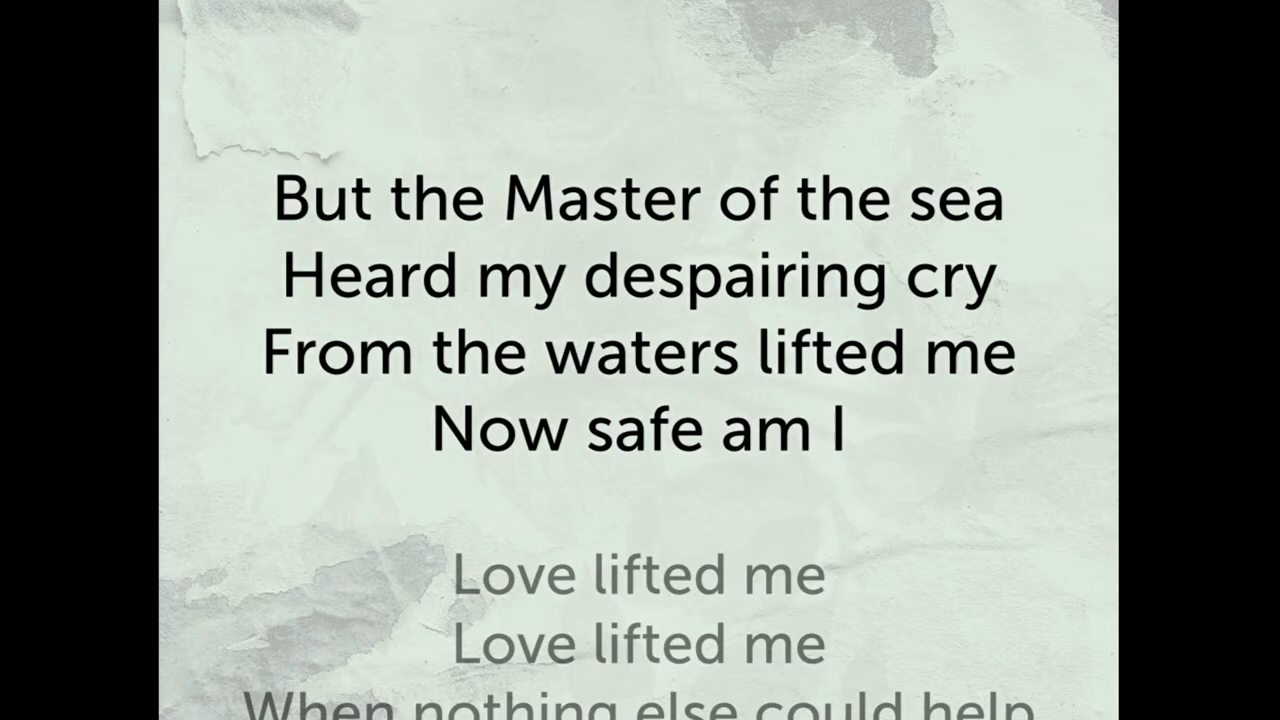 But the Master of the sea
Heard my despairing cry
From the waters lifted me
Now safe am I
Love lifted me
Love lifted me
When nothing else could help